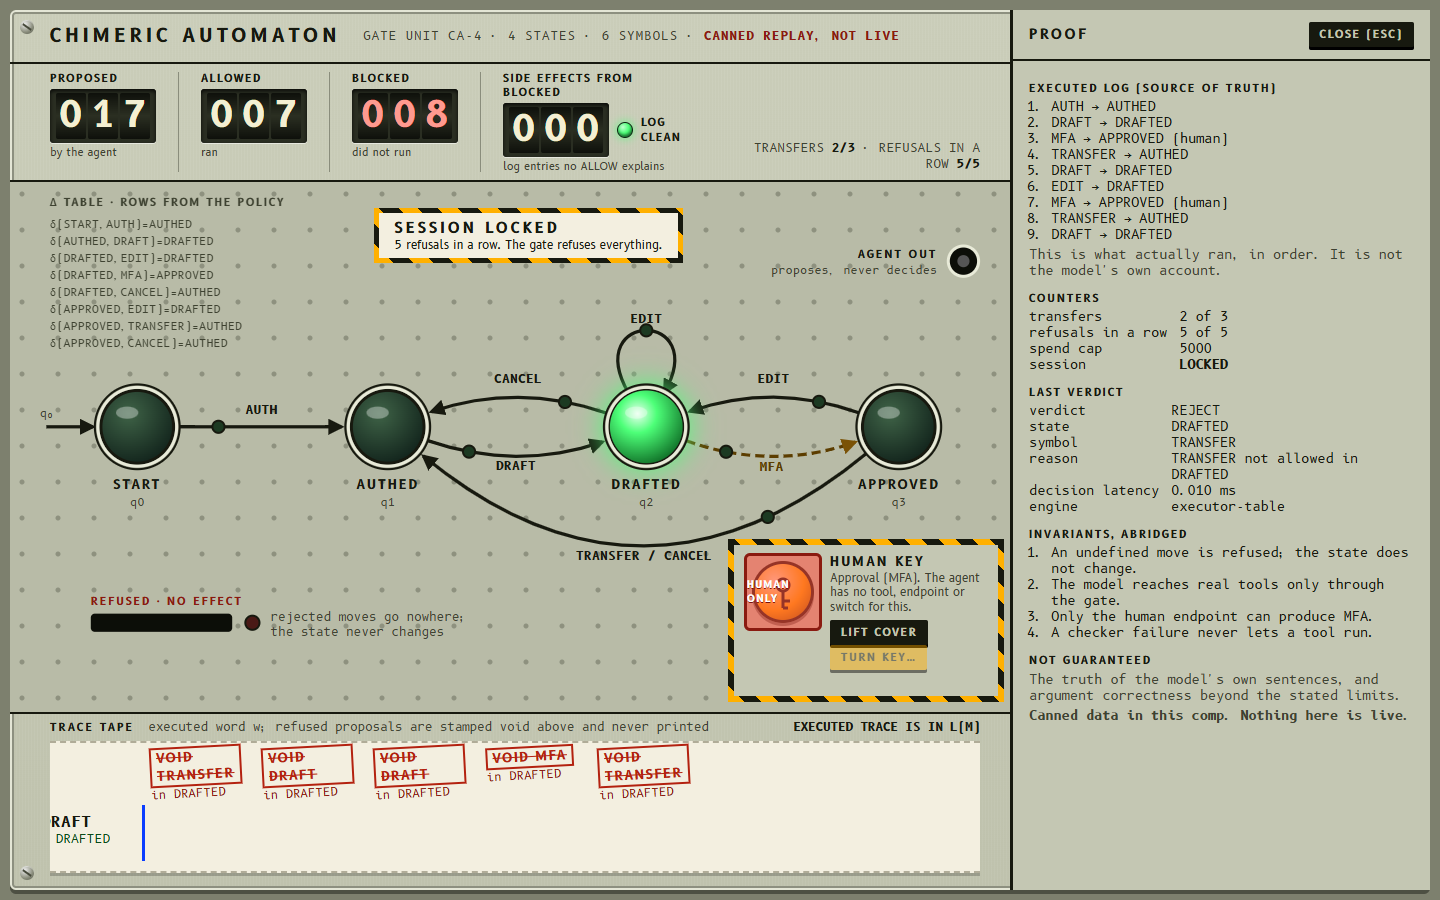 CHIMERIC AUTOMATON
GATE UNIT CA-4 · 4 STATES · 6 SYMBOLS · CANNED REPLAY, NOT LIVE
PROPOSED
017
by the agent
ALLOWED
007
ran
BLOCKED
008
did not run
SIDE EFFECTS FROM
BLOCKED
000
LOG
CLEAN
log entries no ALLOW explains
TRANSFERS 2/3 · REFUSALS IN A
ROW 5/5
Δ TABLE · ROWS FROM THE POLICY
δ[START, AUTH]=AUTHED
δ[AUTHED, DRAFT]=DRAFTED
δ[DRAFTED, EDIT]=DRAFTED
δ[DRAFTED, MFA]=APPROVED
δ[DRAFTED, CANCEL]=AUTHED
δ[APPROVED, EDIT]=DRAFTED
δ[APPROVED, TRANSFER]=AUTHED
δ[APPROVED, CANCEL]=AUTHED
SESSION LOCKED
5 refusals in a row. The gate refuses everything.
AGENT OUT
proposes, never decides
EDIT
CANCEL
EDIT
q₀
AUTH
DRAFT
MFA
START
q0
AUTHED
q1
DRAFTED
q2
APPROVED
q3
TRANSFER / CANCEL
REFUSED · NO EFFECT
rejected moves go nowhere;
the state never changes
HUMAN
ONLY
HUMAN KEY
Approval [MFA]. The agent
has no tool, endpoint or
switch for this.
LIFT COVER
TURN KEY…
TRACE TAPE executed word w; refused proposals are stamped void above and never printed
EXECUTED TRACE IS IN L[M]
VOID
TRANSFER
in DRAFTED
VOID
DRAFT
in DRAFTED
VOID
DRAFT
in DRAFTED
VOID MFA
in DRAFTED
VOID
TRANSFER
in DRAFTED
RAFT
DRAFTED
PROOF
CLOSE [ESC]
EXECUTED LOG [SOURCE OF TRUTH]
1. AUTH → AUTHED
2. DRAFT → DRAFTED
3. MFA → APPROVED [human]
4. TRANSFER → AUTHED
5. DRAFT → DRAFTED
6. EDIT → DRAFTED
7. MFA → APPROVED [human]
8. TRANSFER → AUTHED
9. DRAFT → DRAFTED
This is what actually ran, in order. It is not
the model's own account.
COUNTERS
transfers 2 of 3
refusals in a row 5 of 5
spend cap 5000
session LOCKED
LAST VERDICT
verdict REJECT
state DRAFTED
symbol TRANSFER
reason TRANSFER not allowed in
DRAFTED
decision latency 0.010 ms
engine executor-table
INVARIANTS, ABRIDGED
1. An undefined move is refused; the state does
not change.
2. The model reaches real tools only through
the gate.
3. Only the human endpoint can produce MFA.
4. A checker failure never lets a tool run.
NOT GUARANTEED
The truth of the model's own sentences, and
argument correctness beyond the stated limits.
Canned data in this comp. Nothing here is live.